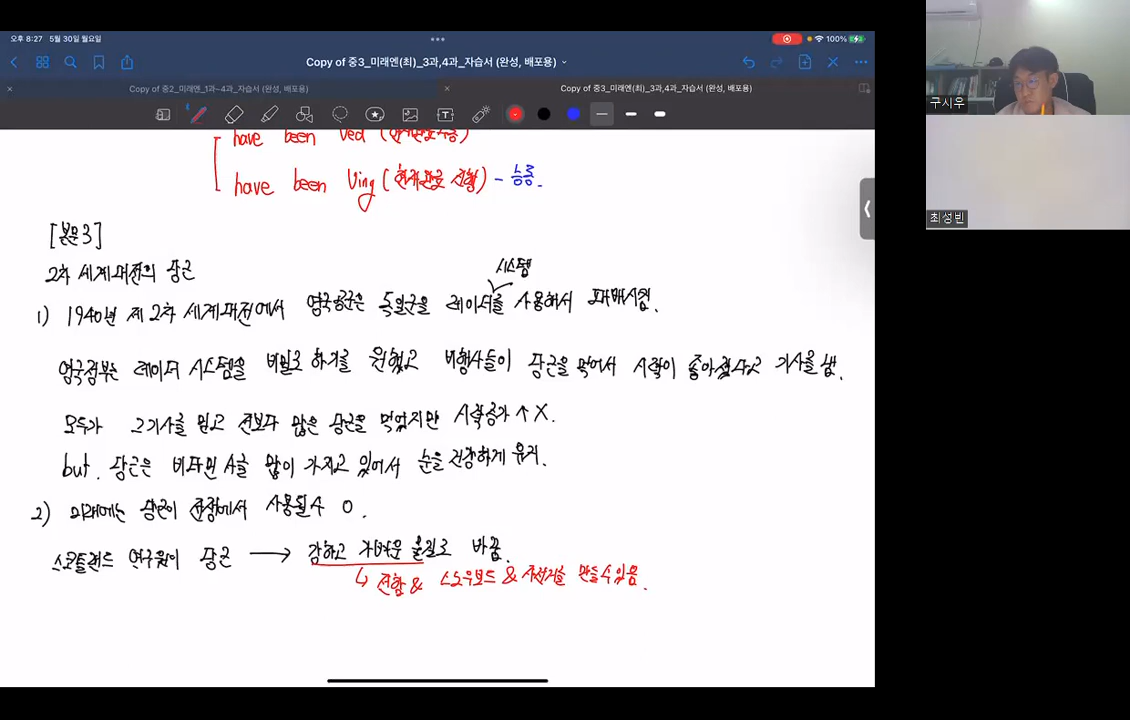 오후 8:27 5월 30일 월요일
100%
Copy of 중3_미래엔(최)_3과,4과_자습서 (완성, 배포용)
Copy of 중2_미래엔_1과~4과_자습서 (완성, 배포용)
Copy of 중3_미래엔(최)_3과,4과_자습서 (완성, 배포용)
have been Ved (현재완료수동)
have been Ving (현재완료 진행) - 능동.
[본문3]
2차 세계대전의 당근
시스템
1) 1940년 제 2차 세계대전에서 영국공군은 독일군을 레이더를 사용해서 패배시킴.
영국정부는 레이더 시스템을 비밀로 하기를 원했고 비행사들이 당근을 먹어서 시력이 좋아졌다고 기사를 냄.
모두가 그 기사를 믿고 전보다 많은 당근을 먹었지만 시력증가 ↑ X.
but. 당근은 비타민 A를 많이 가지고 있어서 눈을 건강하게 유지.
2) 미래에는 당근이 전장에서 사용될수 O.
스코틀랜드 연구원이 당근 → 강하고 가벼운 물질로 바꿈.
↳ 전함 & 스노우보드 & 자전거를 만들수있음.
구시우
최성빈